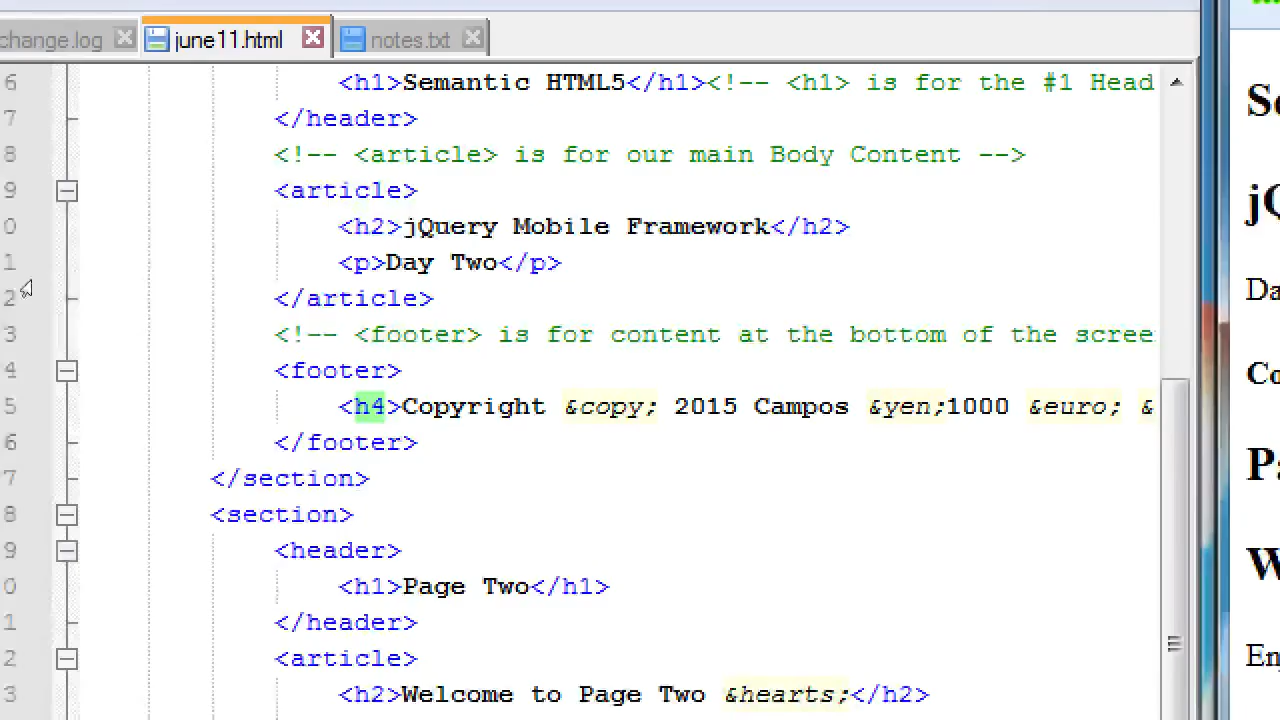 change.log june11.html notes.txt
6 <h1>Semantic HTML5</h1><!-- <h1> is for the #1 Head
7 </header>
8 <!-- <article> is for our main Body Content -->
9 <article>
0 <h2>jQuery Mobile Framework</h2>
1 <p>Day Two</p>
2 </article>
3 <!-- <footer> is for content at the bottom of the scree
4 <footer>
5 <h4>Copyright &copy; 2015 Campos &yen;1000 &euro; &
6 </footer>
7 </section>
8 <section>
9 <header>
0 <h1>Page Two</h1>
1 </header>
2 <article>
3 <h2>Welcome to Page Two &hearts;</h2>
Se
jQ
Da
Co
Pa
W